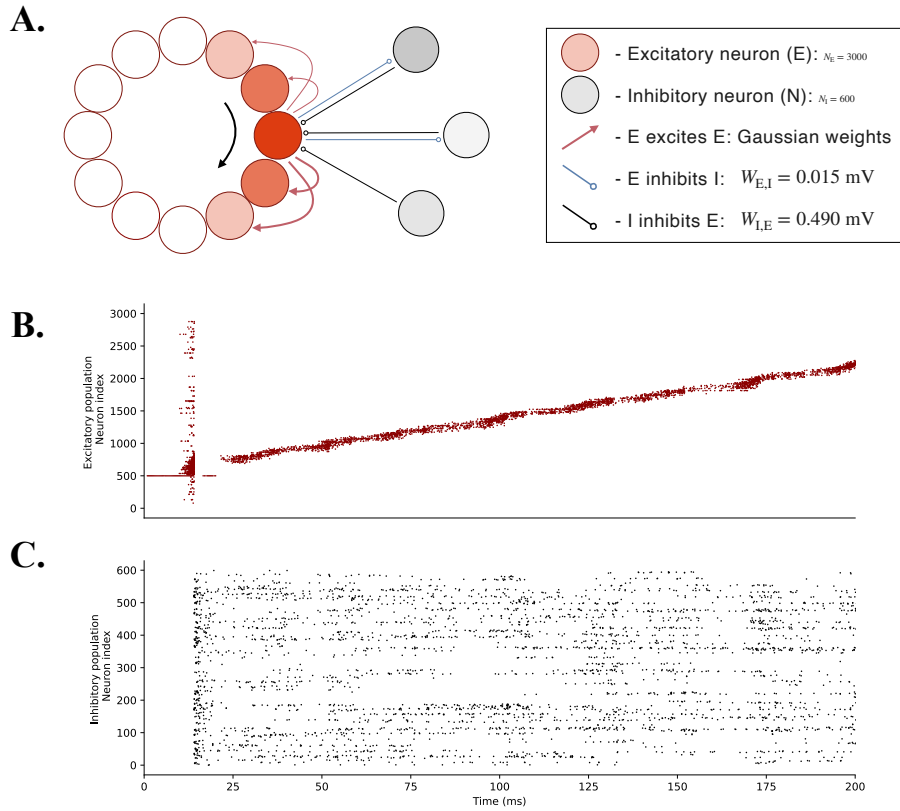 A.
- Excitatory neuron (E): N_E = 3000
- Inhibitory neuron (N): N_I = 600
- E excites E: Gaussian weights
- E inhibits I: W_E,I = 0.015 mV
- I inhibits E: W_I,E = 0.490 mV
B.
Excitatory population
Neuron index
3000
2500
2000
1500
1000
500
0
C.
Inhibitory population
Neuron index
600
500
400
300
200
100
0
0 25 50 75 100 125 150 175 200
Time (ms)